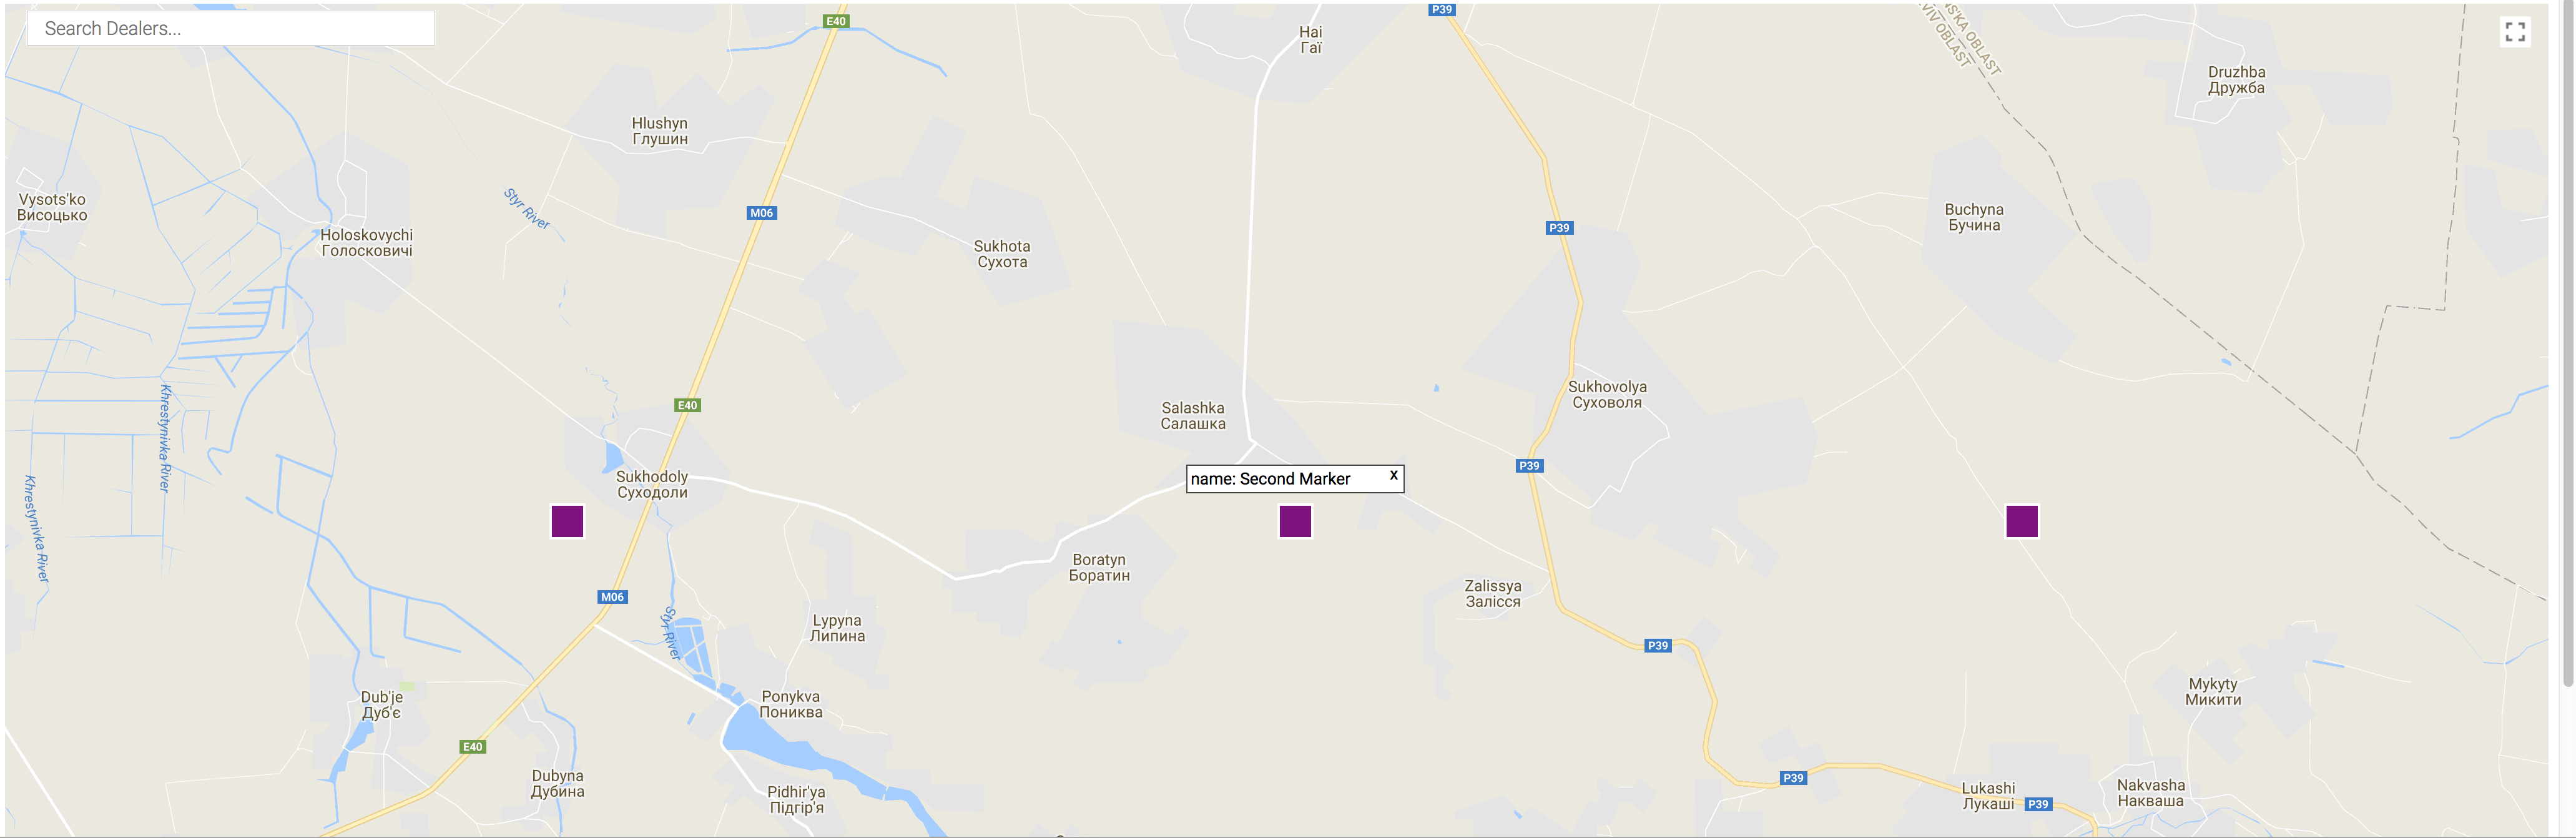 Search Dealers...
E40
P39
Hai
Гаї
Druzhba
Дружба
Hlushyn
Глушин
Vysots'ko
Висоцько
Styr River
M06
Buchyna
Бучина
P39
Holoskovychi
Голосковичі
Sukhota
Сухота
E40
Sukhovolya
Суховоля
Salashka
Салашка
Khrestynivka River
P39
name: Second Marker x
Sukhodoly
Суходоли
Khrestynivka River
Boratyn
Боратин
Zalissya
Залісся
M06
Lypyna
Липина
Styr River
P39
Dub'je
Дуб'є
Ponykva
Пониква
Mykyty
Микити
E40
Dubyna
Дубина
Pidhir'ya
Підгір'я
P39
Lukashi
Лукаші
P39
Nakvasha
Накваша